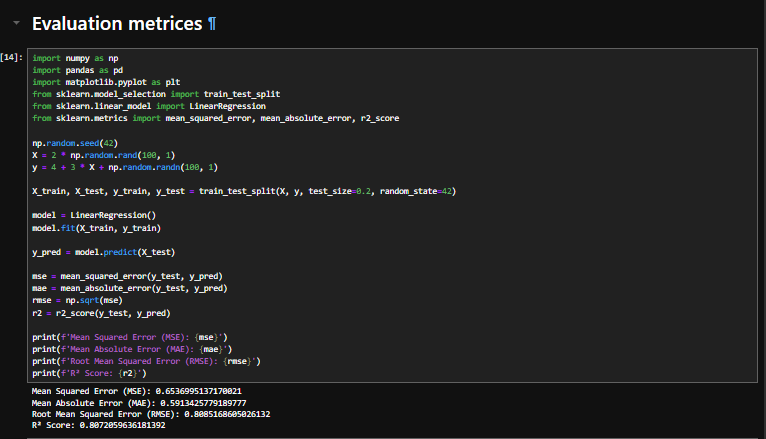 Evaluation metrices ¶
[14]:
import numpy as np
import pandas as pd
import matplotlib.pyplot as plt
from sklearn.model_selection import train_test_split
from sklearn.linear_model import LinearRegression
from sklearn.metrics import mean_squared_error, mean_absolute_error, r2_score

np.random.seed(42)
X = 2 * np.random.rand(100, 1)
y = 4 + 3 * X + np.random.randn(100, 1)

X_train, X_test, y_train, y_test = train_test_split(X, y, test_size=0.2, random_state=42)

model = LinearRegression()
model.fit(X_train, y_train)

y_pred = model.predict(X_test)

mse = mean_squared_error(y_test, y_pred)
mae = mean_absolute_error(y_test, y_pred)
rmse = np.sqrt(mse)
r2 = r2_score(y_test, y_pred)

print(f'Mean Squared Error (MSE): {mse}')
print(f'Mean Absolute Error (MAE): {mae}')
print(f'Root Mean Squared Error (RMSE): {rmse}')
print(f'R² Score: {r2}')
Mean Squared Error (MSE): 0.6536995137170021
Mean Absolute Error (MAE): 0.5913425779189777
Root Mean Squared Error (RMSE): 0.8085168605026132
R² Score: 0.8072059636181392